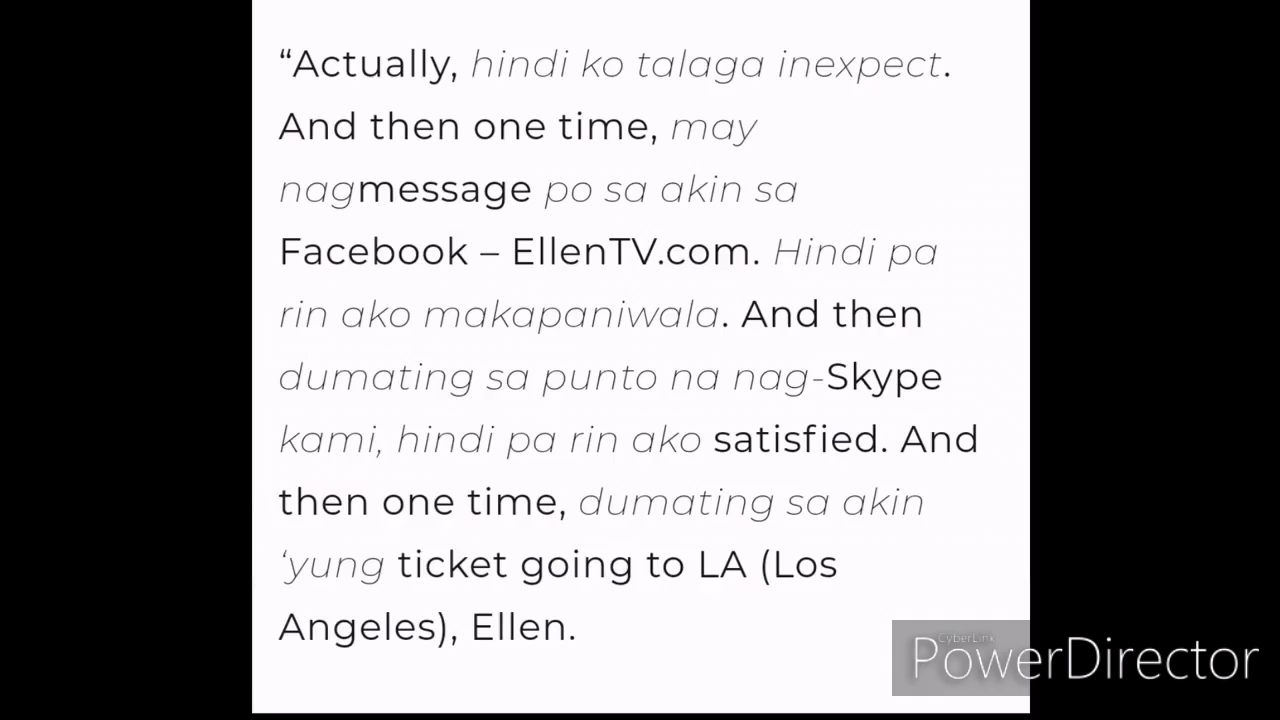 “Actually, hindi ko talaga inexpect.
And then one time, may
nagmessage po sa akin sa
Facebook – EllenTV.com. Hindi pa
rin ako makapaniwala. And then
dumating sa punto na nag-Skype
kami, hindi pa rin ako satisfied. And
then one time, dumating sa akin
‘yung ticket going to LA (Los
Angeles), Ellen.
CyberLink
PowerDirector